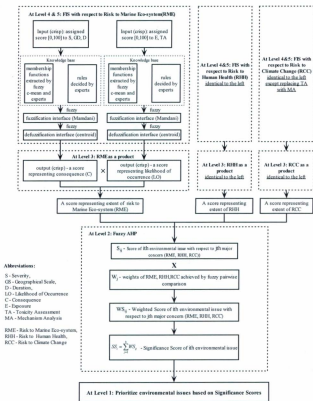 At Level 4 & 5: FIS with respect to Risk to Marine Eco-system(RME)
Input (crisp): assigned
score [0,100] to S, GD, D
Input (crisp): assigned
score [0,100] to E, TA
Knowledge base
Knowledge base
membership
functions
extracted by
fuzzy
c-mean and
experts
rules
decided by
experts
membership
functions
extracted by
fuzzy
c-mean and
experts
rules
decided by
experts
fuzzy
fuzzy
fuzzification interface (Mamdani)
fuzzification interface (Mamdani)
fuzzy
fuzzy
defuzzification interface (centroid)
defuzzification interface (centroid)
At Level 3: RME as a product
output (crisp) - a score
representing consequence (C)
X
output (crisp) - a score
representing likelihood of
occurrence (LO)
A score representing extent of risk to
Marine Eco-system (RME)
At Level 4&5: FIS
with respect to
Risk to Human
Health (RHH)
identical to the left
At Level 4&5: FIS
with respect to Risk to
Climate Change (RCC)
identical to the left
except replacing TA
with MA
At Level 3: RHH as a
product
identical to the left
At Level 3: RCC as a
product
identical to the left
A score representing
extent of RHH
A score representing
extent of RCC
At Level 2: Fuzzy AHP
Sij - Score of ith environmental issue with respect to jth major
concern (RME, RHH, RCC)
X
Wj - weights of RME, RHH, RCC achieved by fuzzy pairwise
comparison
WSij - Weighted Score of ith environmental issue with
respect to jth major concern (RME, RHH, RCC)
- Significance Score of ith environmental issue
At Level 1: Prioritize environmental issues based on Significance Scores
Abbreviations:
S - Severity,
GS - Geographical Scale,
D - Duration,
LO - Likelihood of Occurrence
C - Consequence
E - Exposure
TA - Toxicity Assessment
MA - Mechanism Analysis
RME - Risk to Marine Eco-system,
RHH - Risk to Human Health,
RCC - Risk to Climate Change